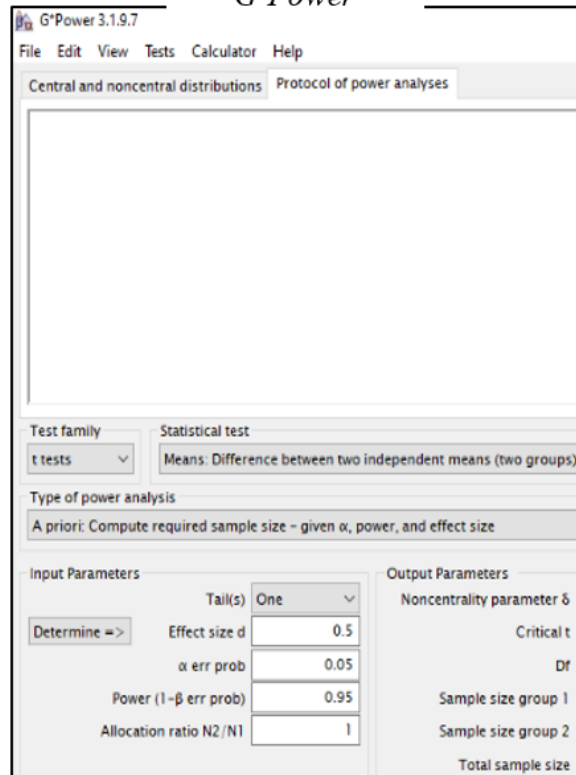 G*Power
G*Power 3.1.9.7
File Edit View Tests Calculator Help
Central and noncentral distributions Protocol of power analyses
Test family Statistical test
t tests Means: Difference between two independent means (two groups)
Type of power analysis
A priori: Compute required sample size – given α, power, and effect size
Input Parameters Output Parameters
Tail(s) One Noncentrality parameter δ
Determine => Effect size d 0.5 Critical t
α err prob 0.05 Df
Power (1-β err prob) 0.95 Sample size group 1
Allocation ratio N2/N1 1 Sample size group 2
Total sample size